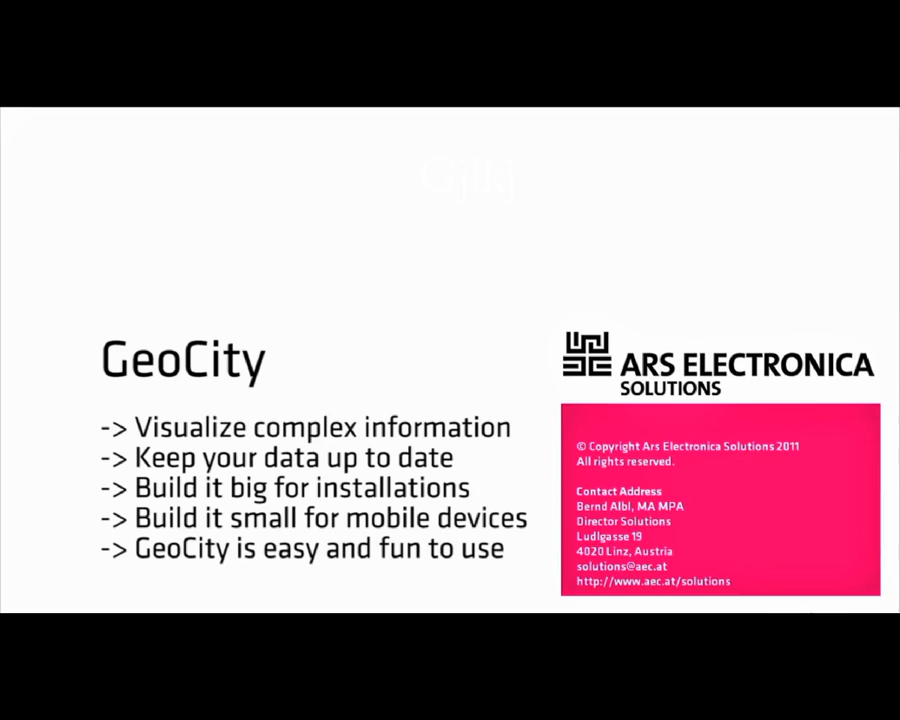 Gjlkj
GeoCity
-> Visualize complex information
-> Keep your data up to date
-> Build it big for installations
-> Build it small for mobile devices
-> GeoCity is easy and fun to use
ARS ELECTRONICA
SOLUTIONS
© Copyright Ars Electronica Solutions 2011
All rights reserved.
Contact Address
Bernd Albl, MA MPA
Director Solutions
Ludlgasse 19
4020 Linz, Austria
solutions@aec.at
http://www.aec.at/solutions